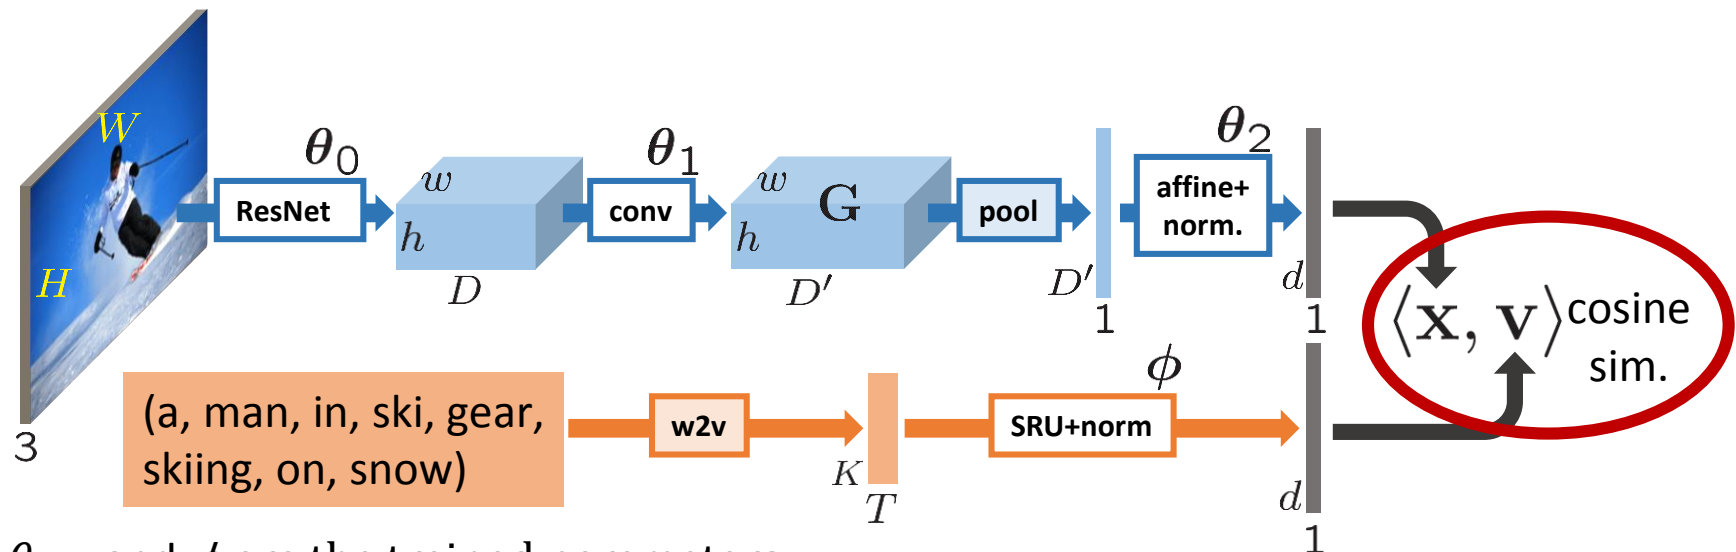 W
H
3
θ₀
ResNet
w
h
D
θ₁
conv
w
G
h
D′
pool
D′
1
θ₂
affine+
norm.
d
1
⟨x, v⟩ cosine
sim.
(a, man, in, ski, gear,
skiing, on, snow)
w2v
K
T
ϕ
SRU+norm
d
1